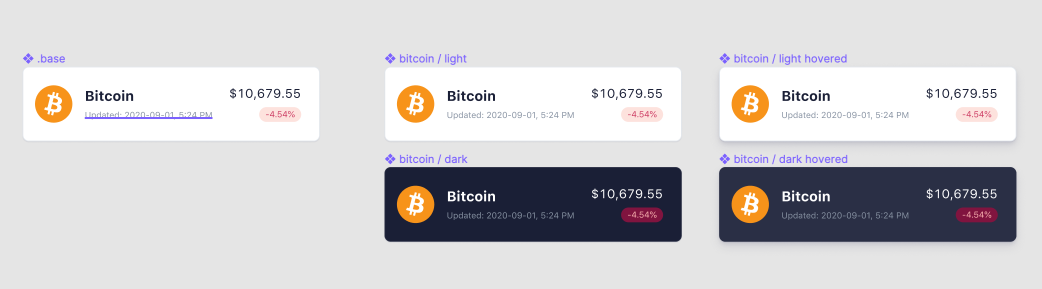 .base
Bitcoin
$10,679.55
Updated: 2020-09-01, 5:24 PM
-4.54%
bitcoin / light
Bitcoin
$10,679.55
Updated: 2020-09-01, 5:24 PM
-4.54%
bitcoin / light hovered
Bitcoin
$10,679.55
Updated: 2020-09-01, 5:24 PM
-4.54%
bitcoin / dark
Bitcoin
$10,679.55
Updated: 2020-09-01, 5:24 PM
-4.54%
bitcoin / dark hovered
Bitcoin
$10,679.55
Updated: 2020-09-01, 5:24 PM
-4.54%